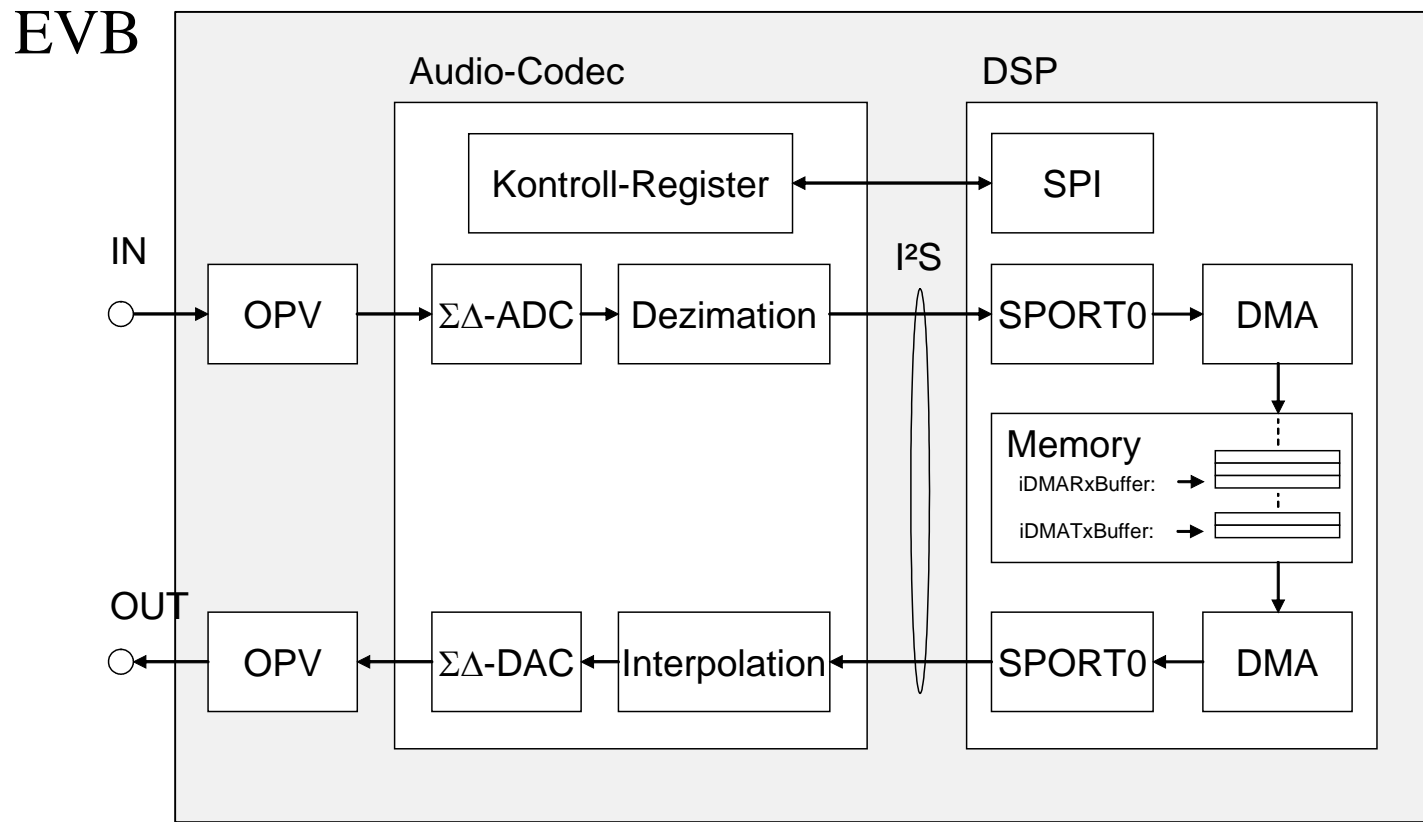 EVB
Audio-Codec
DSP
Kontroll-Register
SPI
IN
I²S
OPV
ΣΔ-ADC
Dezimation
SPORT0
DMA
Memory
iDMARxBuffer:
iDMATxBuffer:
OUT
OPV
ΣΔ-DAC
Interpolation
SPORT0
DMA